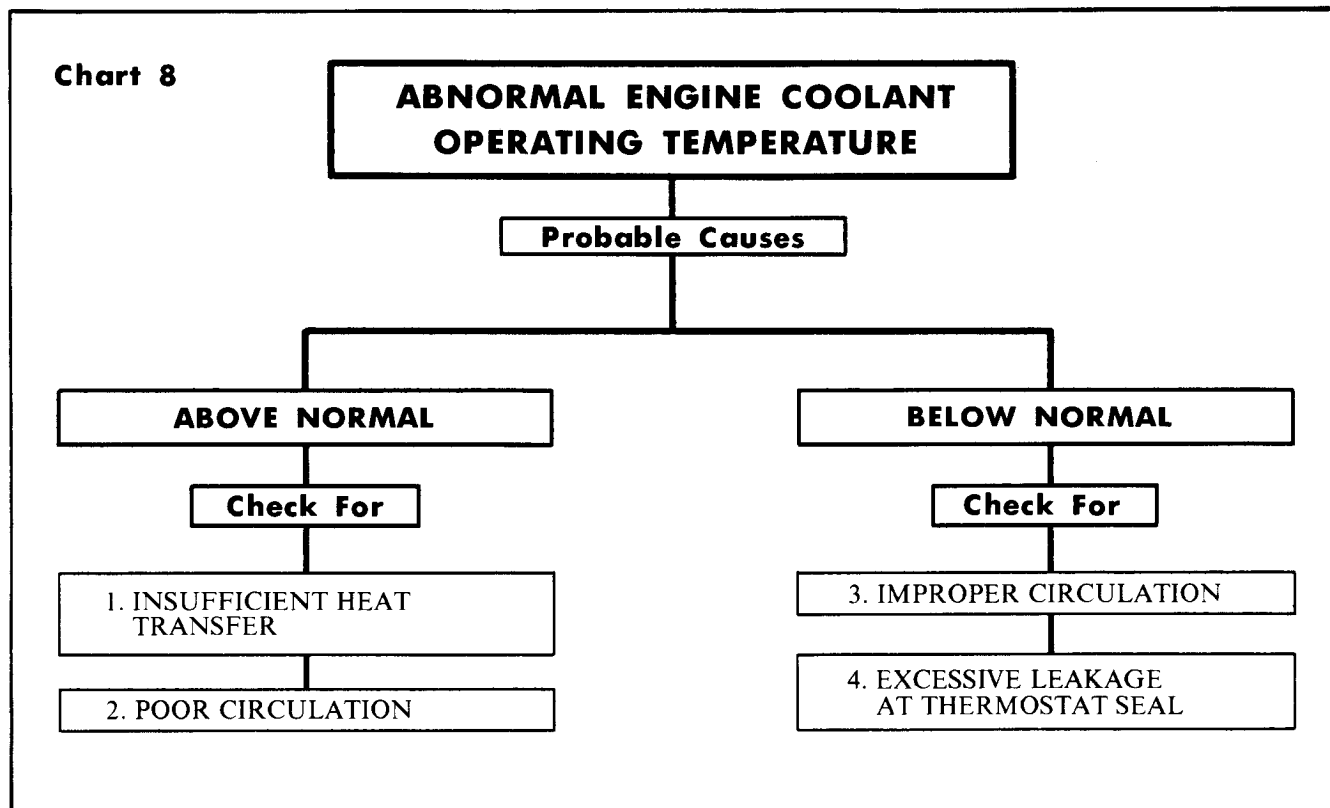 Chart 8
ABNORMAL ENGINE COOLANT
OPERATING TEMPERATURE
Probable Causes
ABOVE NORMAL
Check For
1. INSUFFICIENT HEAT
TRANSFER
2. POOR CIRCULATION
BELOW NORMAL
Check For
3. IMPROPER CIRCULATION
4. EXCESSIVE LEAKAGE
AT THERMOSTAT SEAL